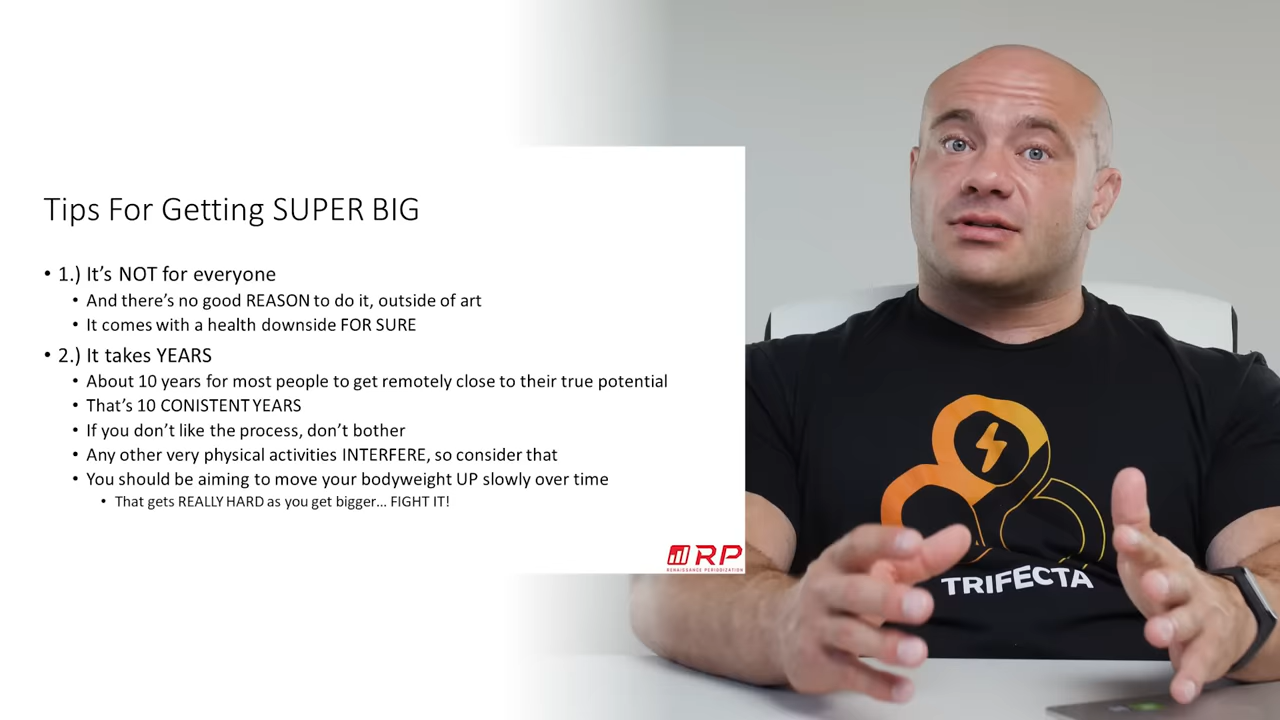 Tips For Getting SUPER BIG
• 1.) It's NOT for everyone
• And there's no good REASON to do it, outside of art
• It comes with a health downside FOR SURE
• 2.) It takes YEARS
• About 10 years for most people to get remotely close to their true potential
• That's 10 CONISTENT YEARS
• If you don't like the process, don't bother
• Any other very physical activities INTERFERE, so consider that
• You should be aiming to move your bodyweight UP slowly over time
• That gets REALLY HARD as you get bigger... FIGHT IT!
RP
RENAISSANCE PERIODIZATION
TRIFECTA